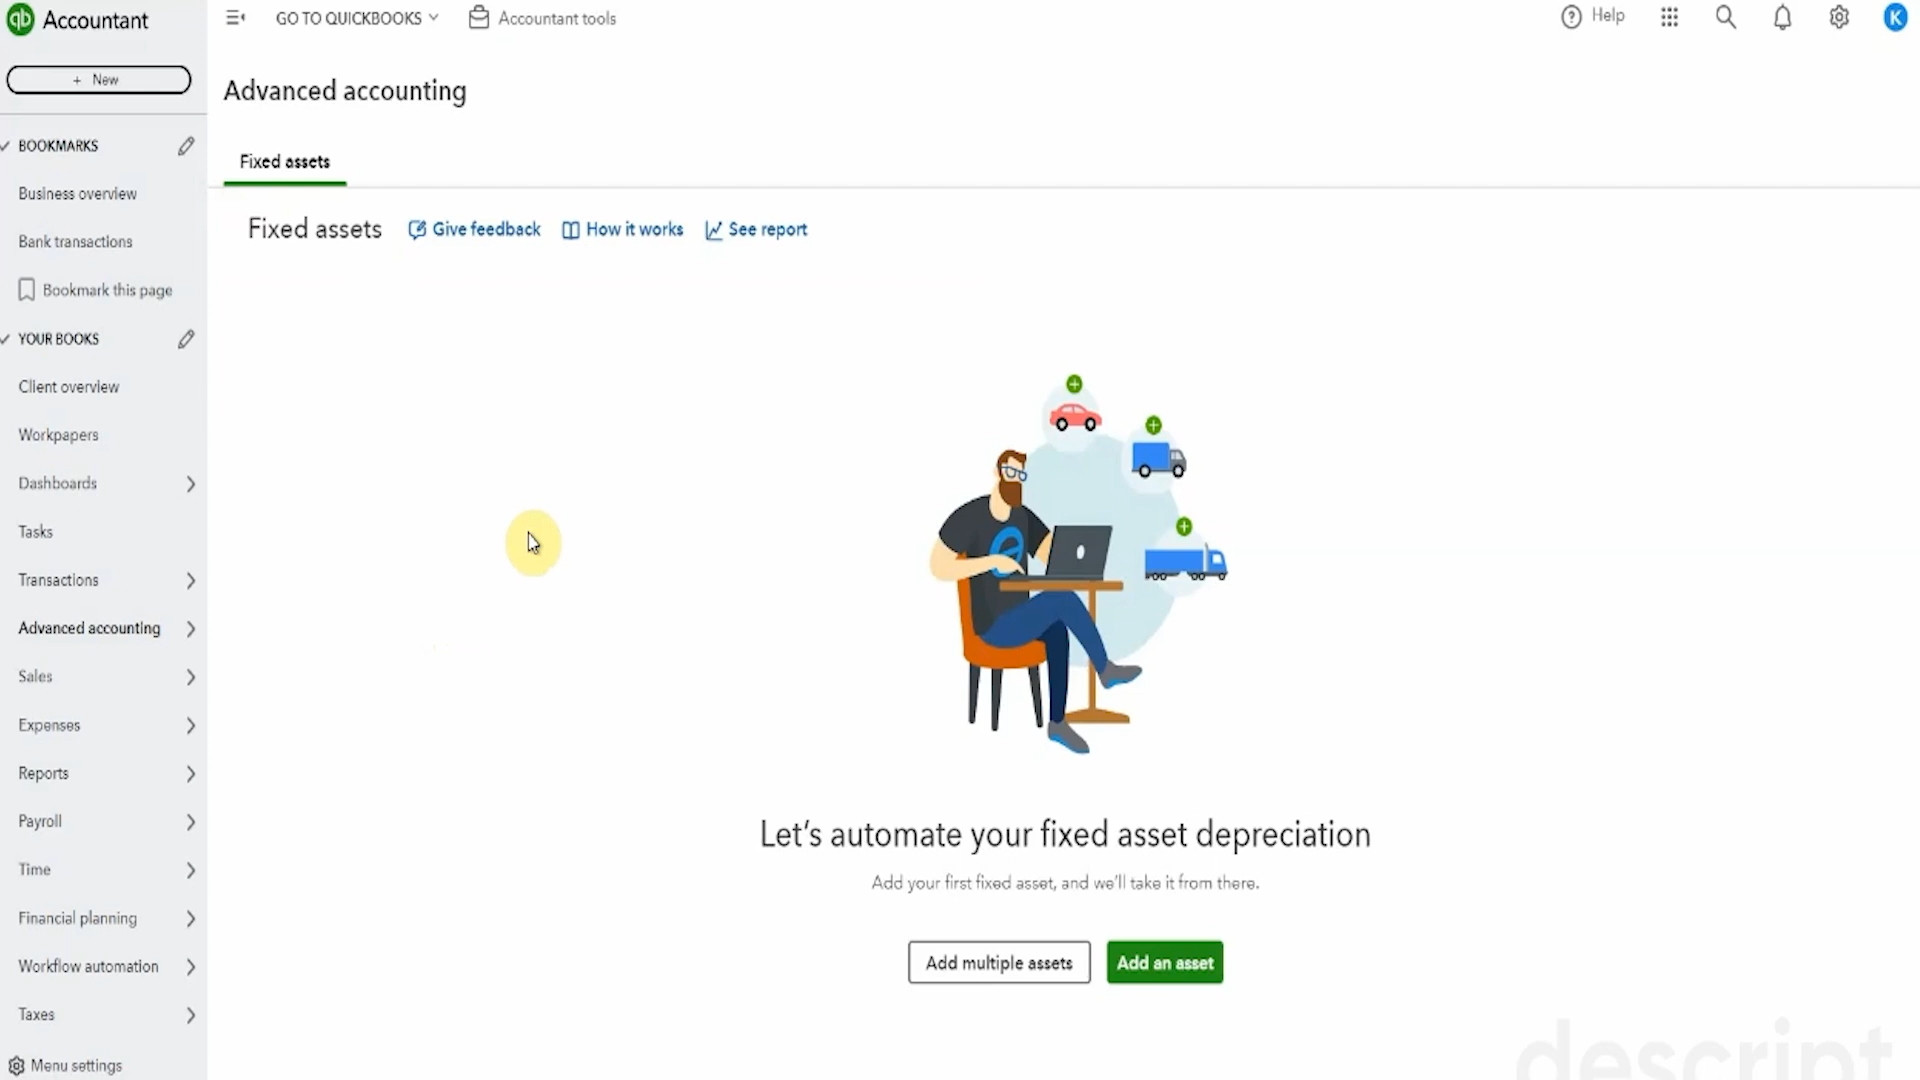 qb Accountant
GO TO QUICKBOOKS
Accountant tools
Help
K
+ New
Advanced accounting
BOOKMARKS
Fixed assets
Business overview
Fixed assets
Give feedback
How it works
See report
Bank transactions
Bookmark this page
YOUR BOOKS
Client overview
Workpapers
Dashboards
Tasks
Transactions
Advanced accounting
Sales
Expenses
Reports
Payroll
Time
Financial planning
Workflow automation
Taxes
Menu settings
Let's automate your fixed asset depreciation
Add your first fixed asset, and we'll take it from there.
Add multiple assets
Add an asset
descript